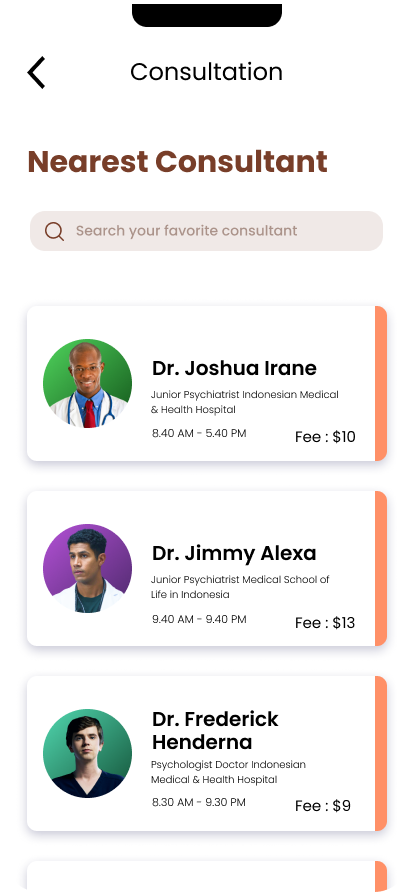 Consultation
Nearest Consultant
Search your favorite consultant
Dr. Joshua Irane
Junior Psychiatrist Indonesian Medical
& Health Hospital
8.40 AM - 5.40 PM
Fee : $10
Dr. Jimmy Alexa
Junior Psychiatrist Medical School of
Life in Indonesia
9.40 AM - 9.40 PM
Fee : $13
Dr. Frederick
Henderna
Psychologist Doctor Indonesian
Medical & Health Hospital
8.30 AM - 9.30 PM
Fee : $9